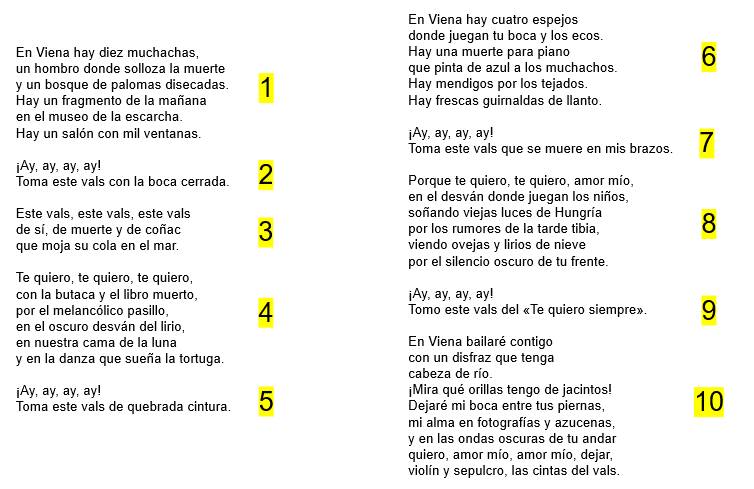 En Viena hay diez muchachas,
un hombro donde solloza la muerte
y un bosque de palomas disecadas.
Hay un fragmento de la mañana
en el museo de la escarcha.
Hay un salón con mil ventanas.
1
¡Ay, ay, ay, ay!
Toma este vals con la boca cerrada.
2
Este vals, este vals, este vals
de sí, de muerte y de coñac
que moja su cola en el mar.
3
Te quiero, te quiero, te quiero,
con la butaca y el libro muerto,
por el melancólico pasillo,
en el oscuro desván del lirio,
en nuestra cama de la luna
y en la danza que sueña la tortuga.
4
¡Ay, ay, ay, ay!
Toma este vals de quebrada cintura.
5
En Viena hay cuatro espejos
donde juegan tu boca y los ecos.
Hay una muerte para piano
que pinta de azul a los muchachos.
Hay mendigos por los tejados.
Hay frescas guirnaldas de llanto.
6
¡Ay, ay, ay, ay!
Toma este vals que se muere en mis brazos.
7
Porque te quiero, te quiero, amor mío,
en el desván donde juegan los niños,
soñando viejas luces de Hungría
por los rumores de la tarde tibia,
viendo ovejas y lirios de nieve
por el silencio oscuro de tu frente.
8
¡Ay, ay, ay, ay!
Tomo este vals del «Te quiero siempre».
9
En Viena bailaré contigo
con un disfraz que tenga
cabeza de río.
¡Mira qué orillas tengo de jacintos!
Dejaré mi boca entre tus piernas,
mi alma en fotografías y azucenas,
y en las ondas oscuras de tu andar
quiero, amor mío, amor mío, dejar,
violín y sepulcro, las cintas del vals.
10